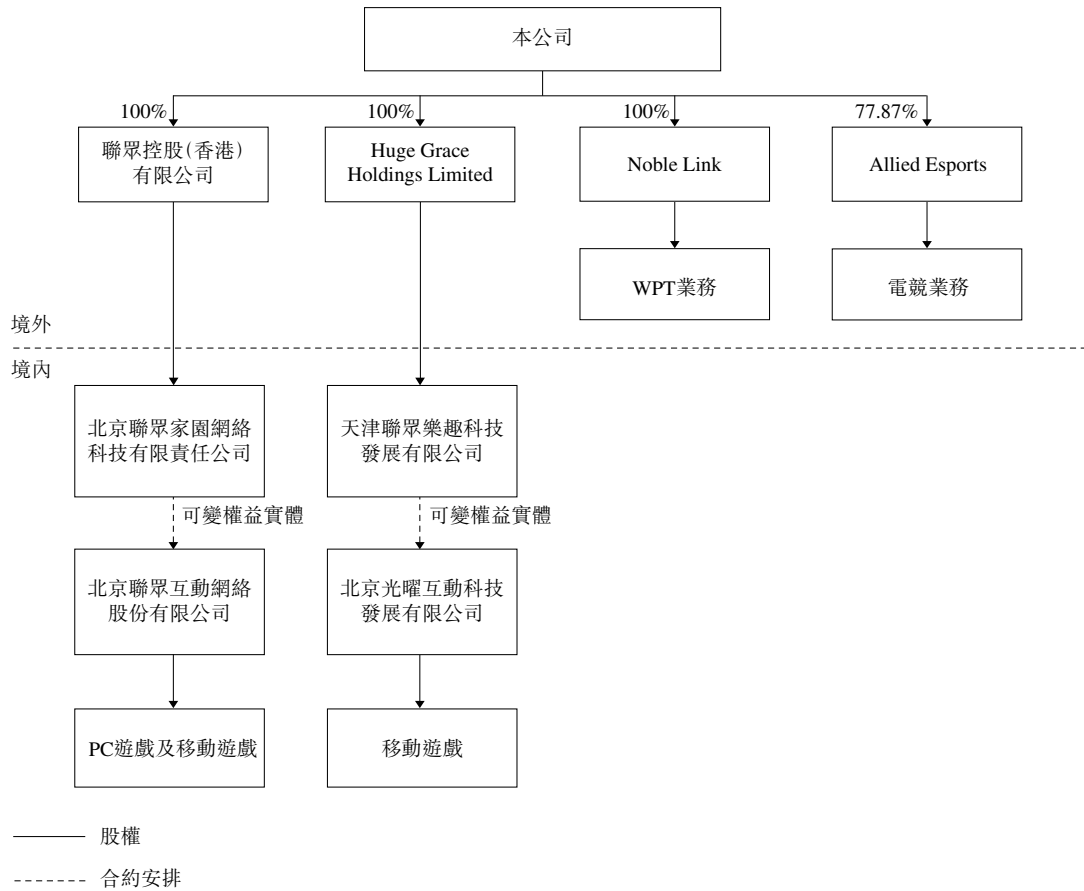 本公司
100%
100%
100%
77.87%
聯眾控股(香港)
有限公司
Huge Grace
Holdings Limited
Noble Link
Allied Esports
WPT業務
電競業務
境外
境內
北京聯眾家園網絡
科技有限責任公司
天津聯眾樂趣科技
發展有限公司
可變權益實體
可變權益實體
北京聯眾互動網絡
股份有限公司
北京光曜互動科技
發展有限公司
PC遊戲及移動遊戲
移動遊戲
股權
合約安排